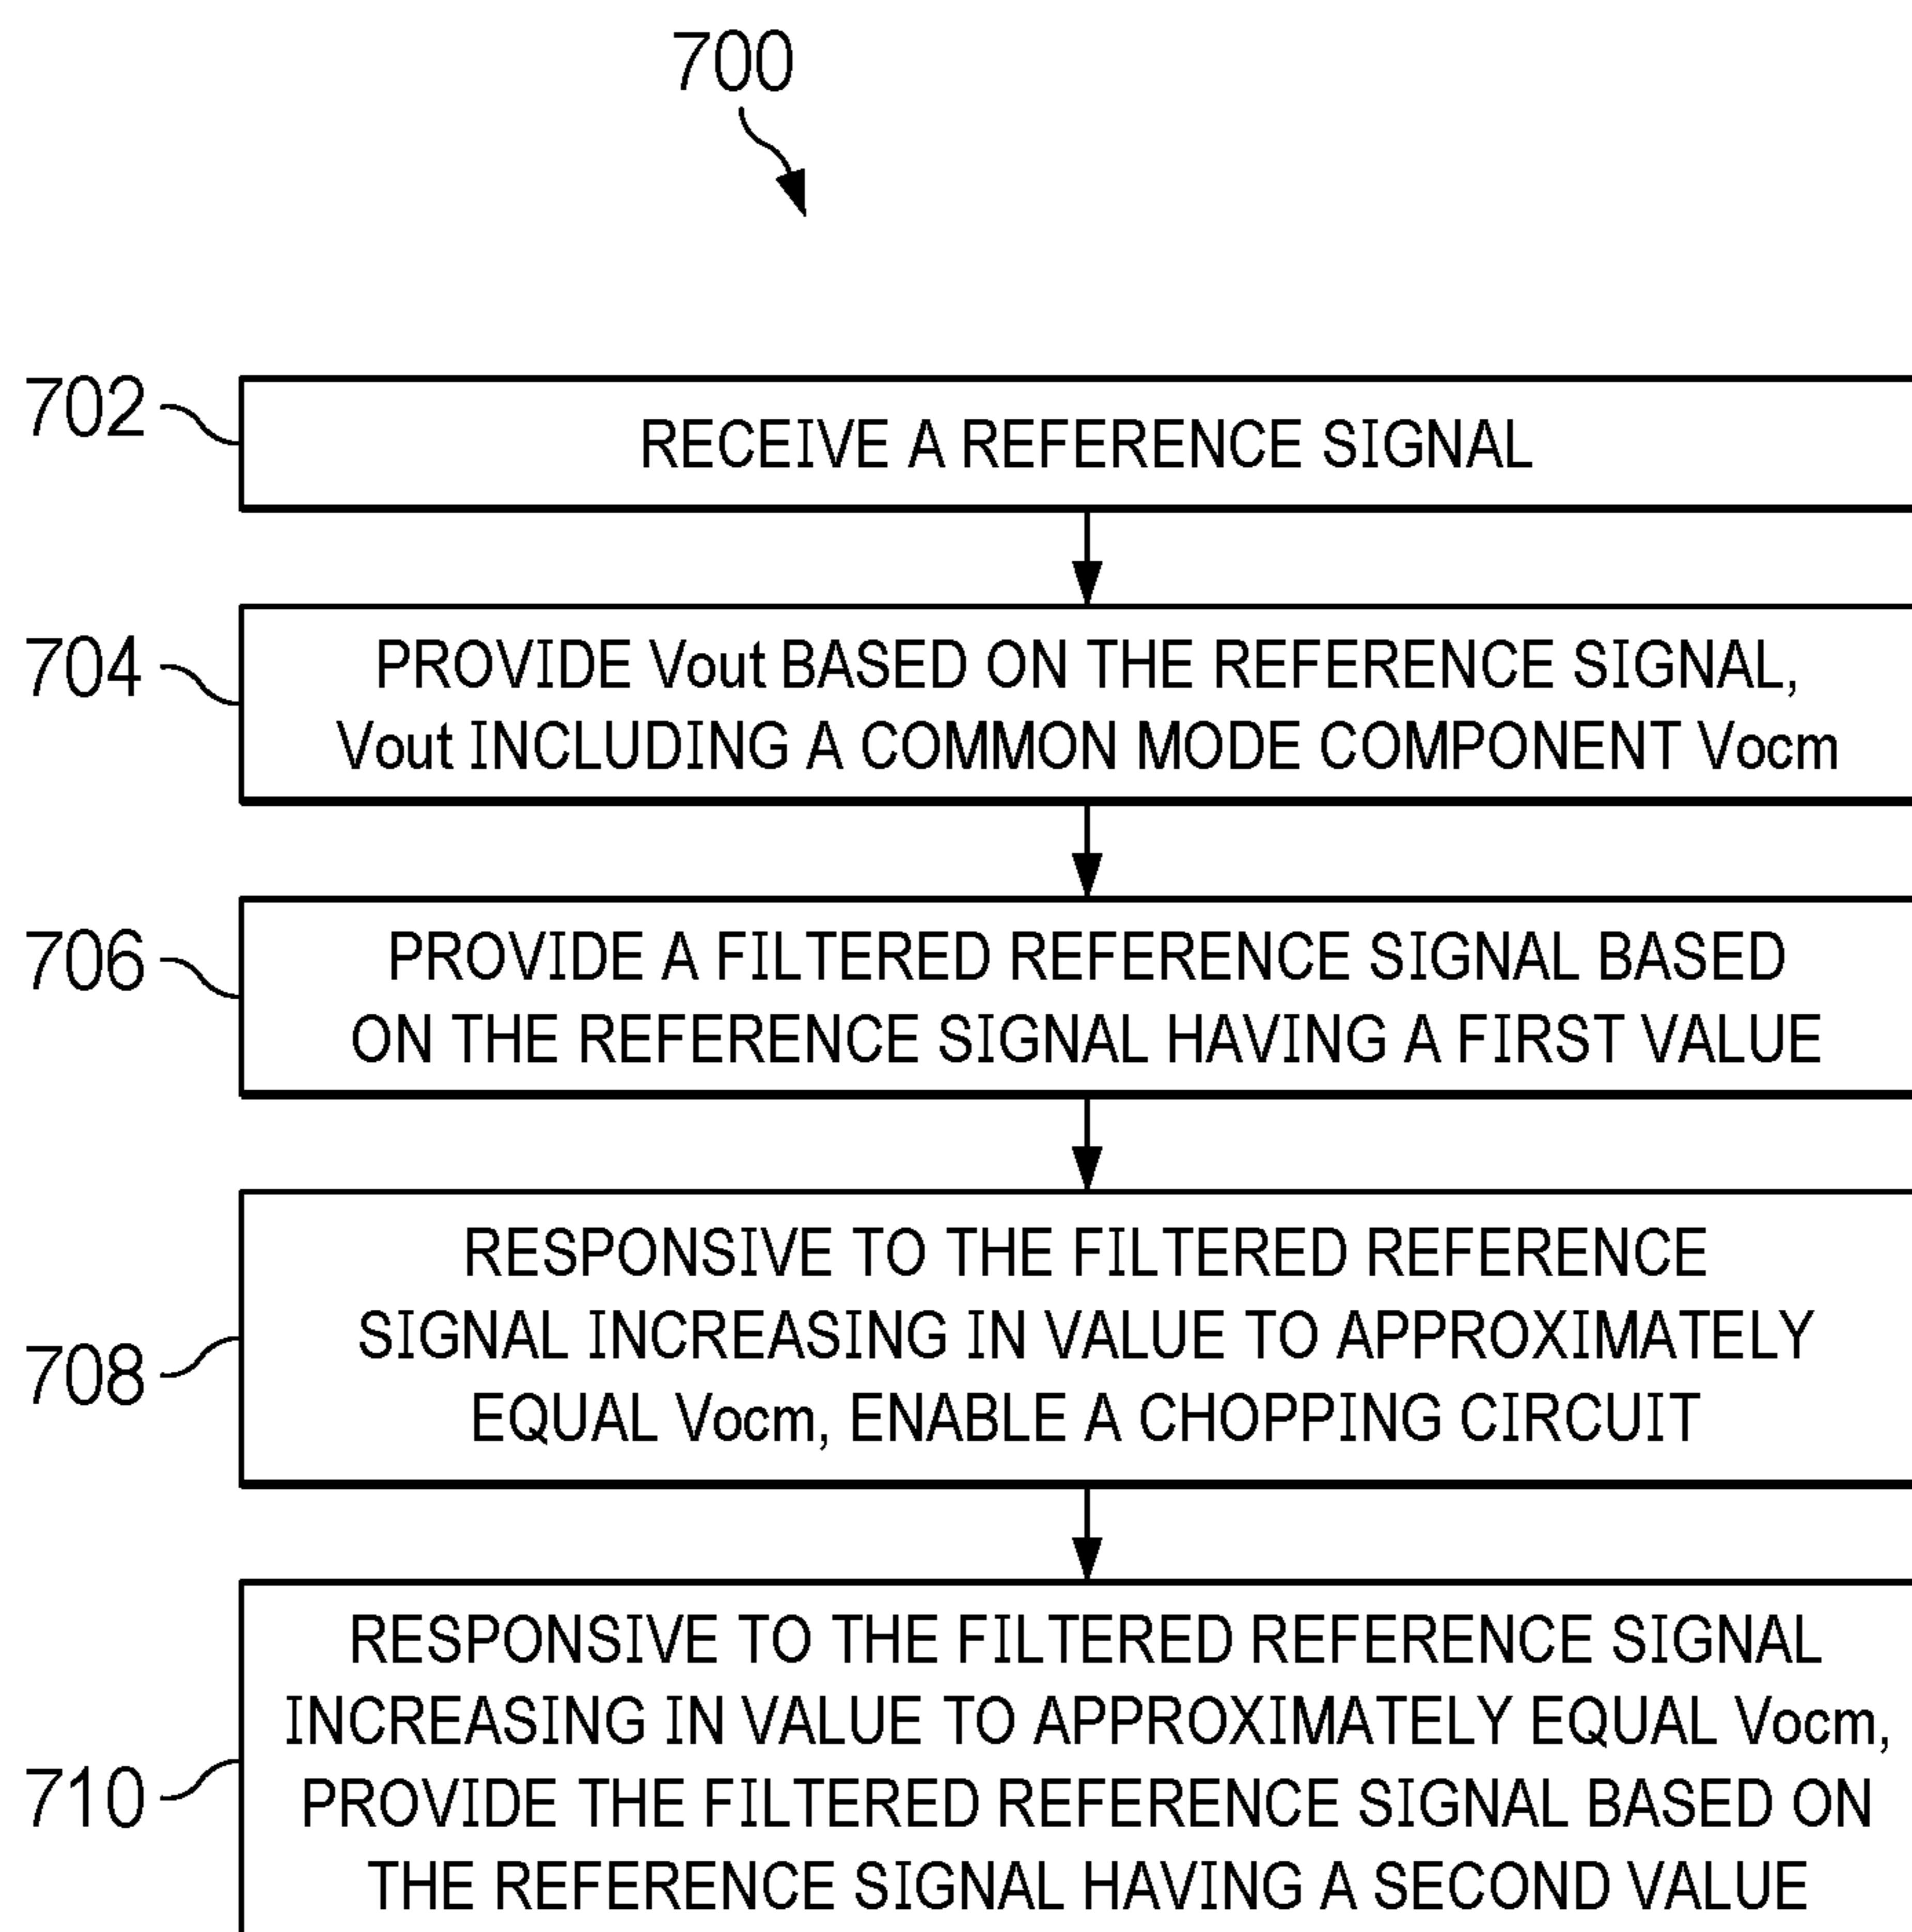 700
702
RECEIVE A REFERENCE SIGNAL
704
PROVIDE Vout BASED ON THE REFERENCE SIGNAL,
Vout INCLUDING A COMMON MODE COMPONENT Vocm
706
PROVIDE A FILTERED REFERENCE SIGNAL BASED
ON THE REFERENCE SIGNAL HAVING A FIRST VALUE
708
RESPONSIVE TO THE FILTERED REFERENCE
SIGNAL INCREASING IN VALUE TO APPROXIMATELY
EQUAL Vocm, ENABLE A CHOPPING CIRCUIT
710
RESPONSIVE TO THE FILTERED REFERENCE SIGNAL
INCREASING IN VALUE TO APPROXIMATELY EQUAL Vocm,
PROVIDE THE FILTERED REFERENCE SIGNAL BASED ON
THE REFERENCE SIGNAL HAVING A SECOND VALUE